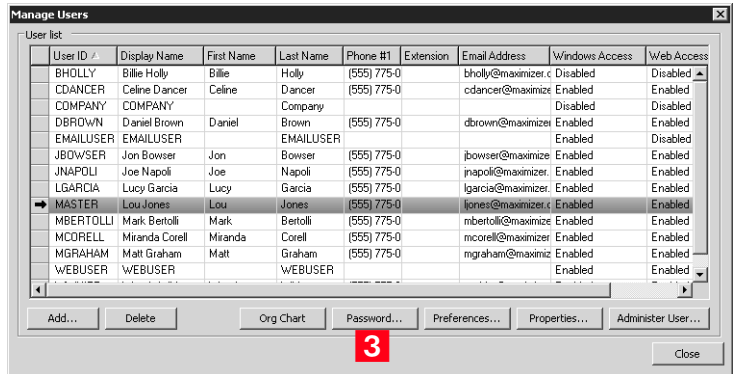 Manage Users
User list
User ID Display Name First Name Last Name Phone #1 Extension Email Address Windows Access Web Access
BHOLLY Billie Holly Billie Holly (555) 775-0 bholly@maximizer.c Disabled Disabled
CDANCER Celine Dancer Celine Dancer (555) 775-0 cdancer@maximize Enabled Enabled
COMPANY COMPANY Company Disabled Disabled
DBROWN Daniel Brown Daniel Brown (555) 775-0 dbrown@maximizer Enabled Enabled
EMAILUSER EMAILUSER EMAILUSER Enabled Disabled
JBOWSER Jon Bowser Jon Bowser (555) 775-0 jbowser@maximize Enabled Enabled
JNAPOLI Joe Napoli Joe Napoli (555) 775-0 jnapoli@maximizer. Enabled Enabled
LGARCIA Lucy Garcia Lucy Garcia (555) 775-0 lgarcia@maximizer. Enabled Enabled
MASTER Lou Jones Lou Jones (555) 775-0 ljones@maximizer.c Enabled Enabled
MBERTOLLI Mark Bertolli Mark Bertolli (555) 775-0 mbertolli@maximize Enabled Enabled
MCORELL Miranda Corell Miranda Corell (555) 775-0 mcorell@maximizer Enabled Enabled
MGRAHAM Matt Graham Matt Graham (555) 775-0 mgraham@maximiz Enabled Enabled
WEBUSER WEBUSER WEBUSER Enabled Enabled
Add... Delete Org Chart Password... Preferences... Properties... Administer User...
3
Close